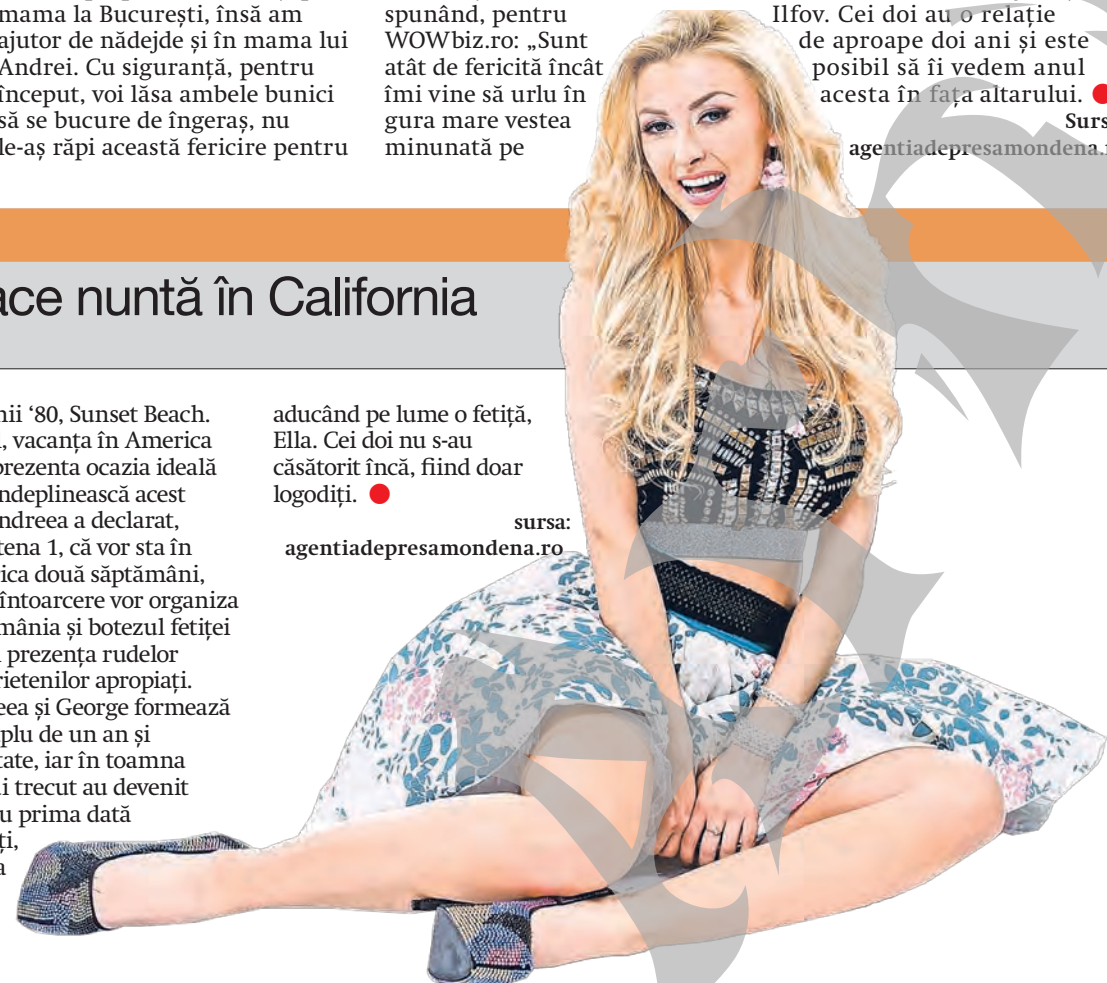 mama la București, însă am
ajutor de nădejde și în mama lui
Andrei. Cu siguranță, pentru
început, voi lăsa ambele bunici
să se bucure de îngeraș, nu
le-aș răpi această fericire pentru
spunând, pentru
WOWbiz.ro: „Sunt
atât de fericită încât
îmi vine să urlu în
gura mare vestea
minunată pe
Ilfov. Cei doi au o relație
de aproape doi ani și este
posibil să îi vedem anul
acesta în fața altarului.
Surs
agentiadepresamondena.r
ace nuntă în California
nii ‘80, Sunset Beach.
, vacanța în America
prezenta ocazia ideală
ndeplinească acest
ndreea a declarat,
tena 1, că vor sta în
rica două săptămâni,
întoarcere vor organiza
mânia și botezul fetiței
prezența rudelor
rietenilor apropiați.
eea și George formează
plu de un an și
tate, iar în toamna
i trecut au devenit
u prima dată
ți,
a
aducând pe lume o fetiță,
Ella. Cei doi nu s-au
căsătorit încă, fiind doar
logodiți.
sursa:
agentiadepresamondena.ro